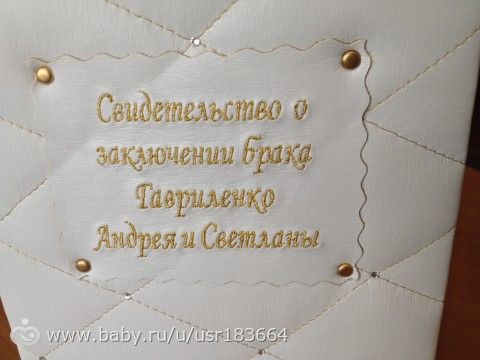 Свидетельство о
заключении брака
Гавриленко
Андрея и Светланы
www.baby.ru/u/usr183664